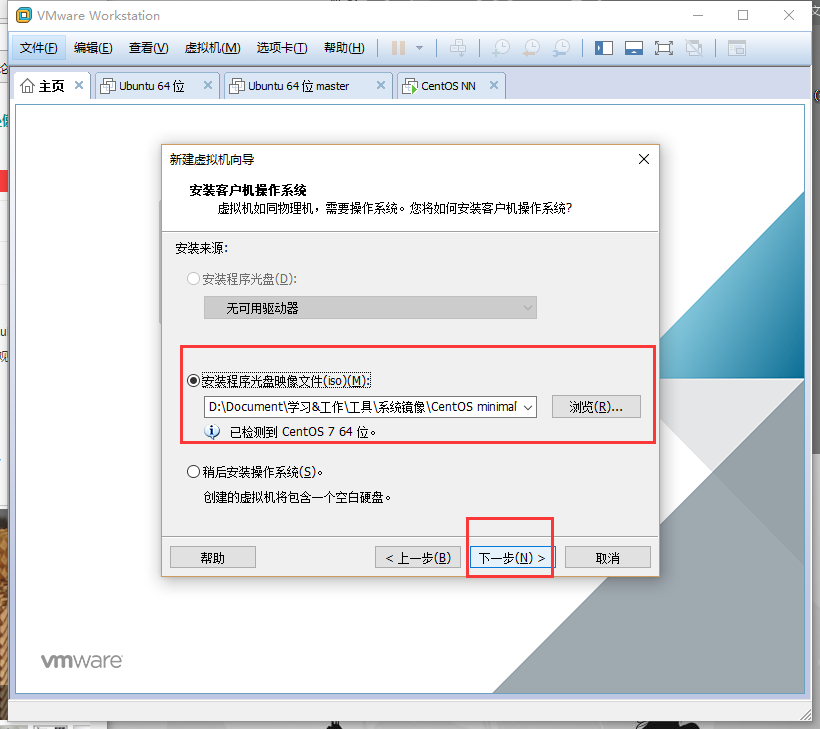 VMware Workstation
文件(F) 编辑(E) 查看(V) 虚拟机(M) 选项卡(T) 帮助(H)
主页 Ubuntu 64 位 Ubuntu 64 位 master CentOS NN
新建虚拟机向导
安装客户机操作系统
虚拟机如同物理机，需要操作系统。您将如何安装客户机操作系统?
安装来源:
安装程序光盘(D):
无可用驱动器
安装程序光盘映像文件(iso)(M):
D:\Document\学习&工作\工具\系统镜像\CentOS minimal 浏览(R)...
已检测到 CentOS 7 64 位。
稍后安装操作系统(S)。
创建的虚拟机将包含一个空白硬盘。
帮助 < 上一步(B) 下一步(N) > 取消
vmware